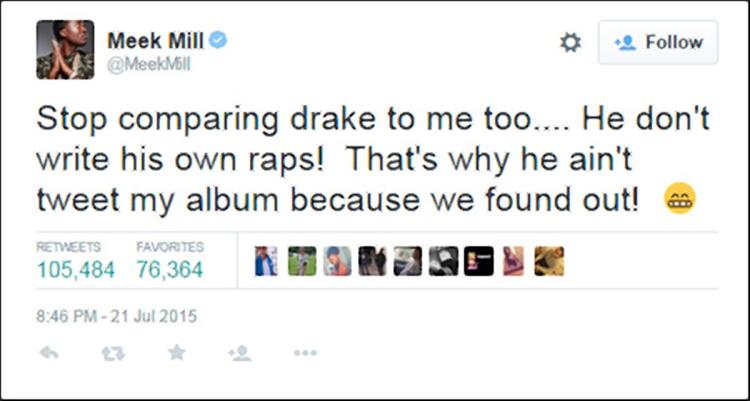 Meek Mill
Follow
@MeekMill
Stop comparing drake to me too.... He don't
write his own raps!  That's why he ain't
tweet my album because we found out!  😁
RETWEETS FAVORITES
105,484 76,364
8:46 PM - 21 Jul 2015